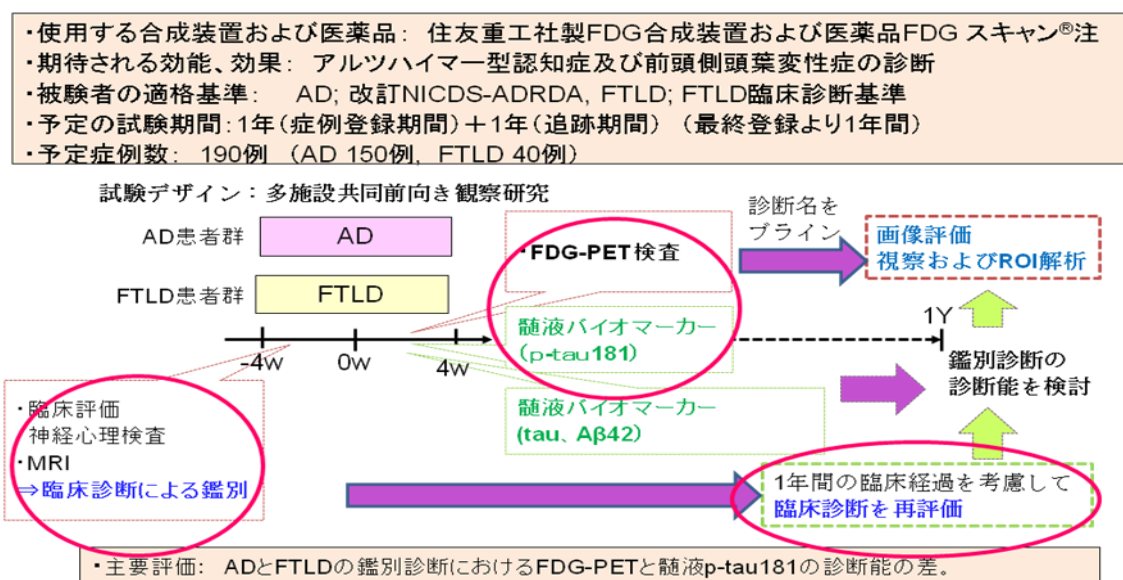 ・使用する合成装置および医薬品： 住友重工社製FDG合成装置および医薬品FDG スキャン®注
・期待される効能、効果： アルツハイマー型認知症及び前頭側頭葉変性症の診断
・被験者の適格基準： AD; 改訂NICDS-ADRDA, FTLD; FTLD臨床診断基準
・予定の試験期間：1年（症例登録期間）＋1年（追跡期間） （最終登録より1年間）
・予定症例数： 190例 （AD 150例, FTLD 40例）
試験デザイン：多施設共同前向き観察研究
AD患者群
AD
FTLD患者群
FTLD
-4w
0w
4w
1Y
・FDG-PET検査
髄液バイオマーカー
（p-tau181）
髄液バイオマーカー
(tau、Aβ42）
診断名を
ブライン
画像評価
視察およびROI解析
鑑別診断の
診断能を検討
・臨床評価
神経心理検査
・MRI
⇒臨床診断による鑑別
1年間の臨床経過を考慮して
臨床診断を再評価
・主要評価： ADとFTLDの鑑別診断におけるFDG-PETと髄液p-tau181の診断能の差。